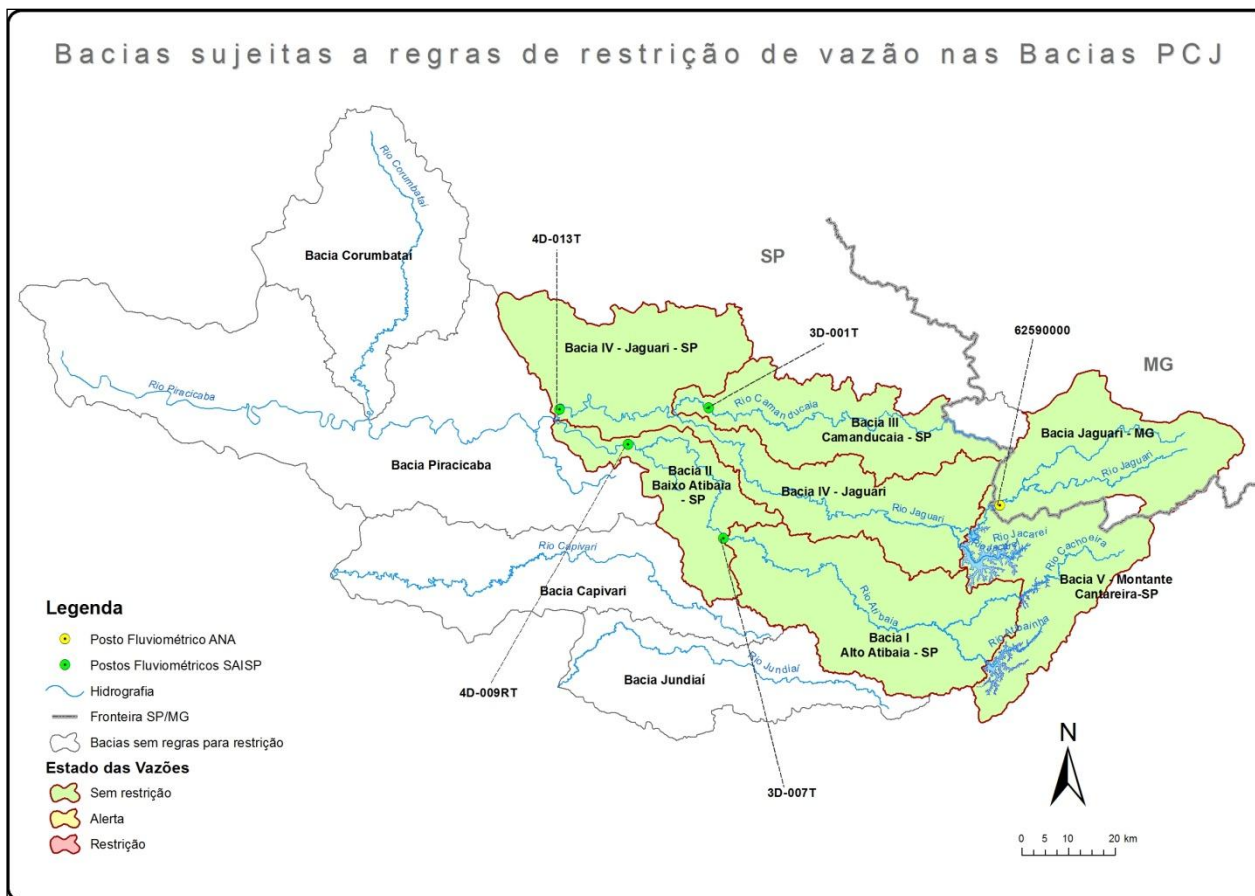 Bacias sujeitas a regras de restrição de vazão nas Bacias PCJ
Rio Corumbataí
Bacia Corumbataí
4D-013T
SP
3D-001T
62590000
MG
Bacia IV - Jaguari - SP
Rio Piracicaba
Rio Camanducaia
Bacia III
Camanducaia - SP
Bacia Jaguari - MG
Rio Jaguari
Bacia Piracicaba
Bacia II
Baixo Atibaia
- SP
Bacia IV - Jaguari
Rio Jaguari
Rio Jacareí
Rio Cachoeira
Rio Capivari
Bacia V - Montante
Cantareira-SP
Bacia Capivari
Rio Atibaia
Rio Atibainha
Bacia I
Alto Atibaia - SP
Rio Jundiaí
Bacia Jundiaí
4D-009RT
3D-007T
Legenda
Posto Fluviométrico ANA
Postos Fluviométricos SAISP
Hidrografia
Fronteira SP/MG
Bacias sem regras para restrição
Estado das Vazões
Sem restrição
Alerta
Restrição
N
0 5 10 20 km